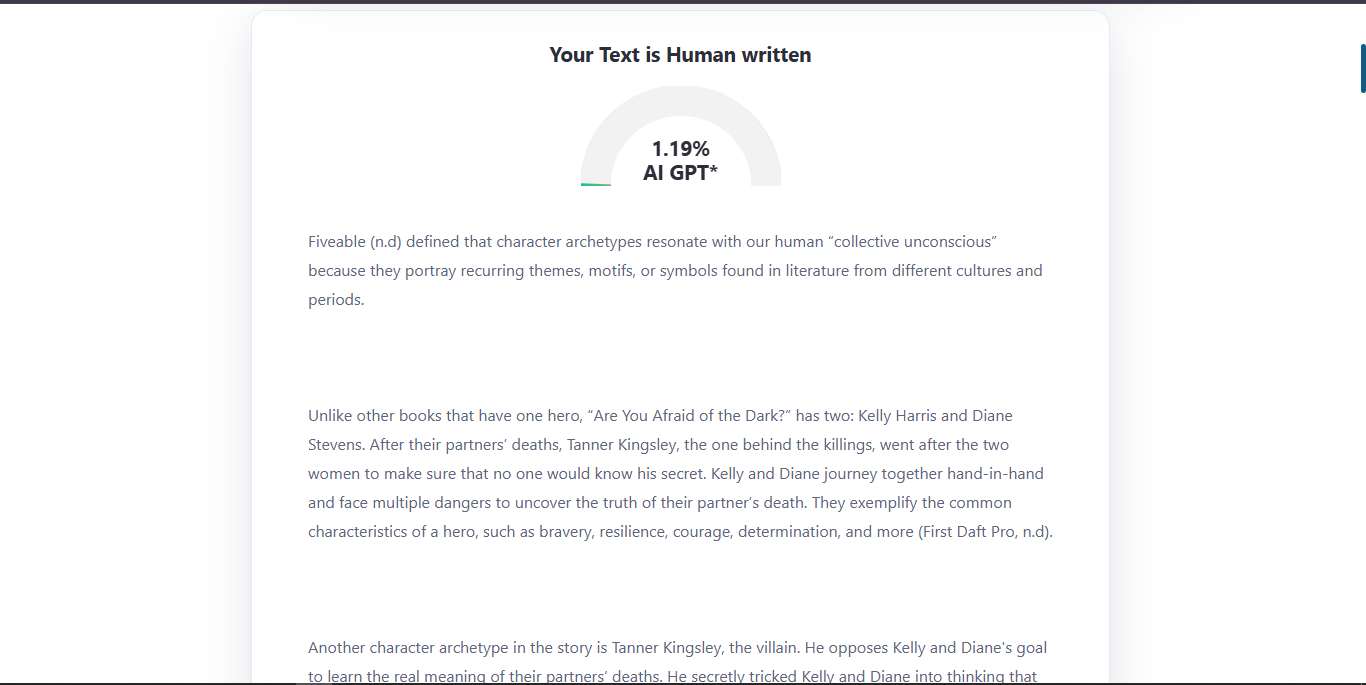 Your Text is Human written
1.19%
AI GPT*
Fiveable (n.d) defined that character archetypes resonate with our human “collective unconscious”
because they portray recurring themes, motifs, or symbols found in literature from different cultures and
periods.
Unlike other books that have one hero, “Are You Afraid of the Dark?” has two: Kelly Harris and Diane
Stevens. After their partners’ deaths, Tanner Kingsley, the one behind the killings, went after the two
women to make sure that no one would know his secret. Kelly and Diane journey together hand-in-hand
and face multiple dangers to uncover the truth of their partner’s death. They exemplify the common
characteristics of a hero, such as bravery, resilience, courage, determination, and more (First Daft Pro, n.d).
Another character archetype in the story is Tanner Kingsley, the villain. He opposes Kelly and Diane's goal
to learn the real meaning of their partners’ deaths. He secretly tricked Kelly and Diane into thinking that